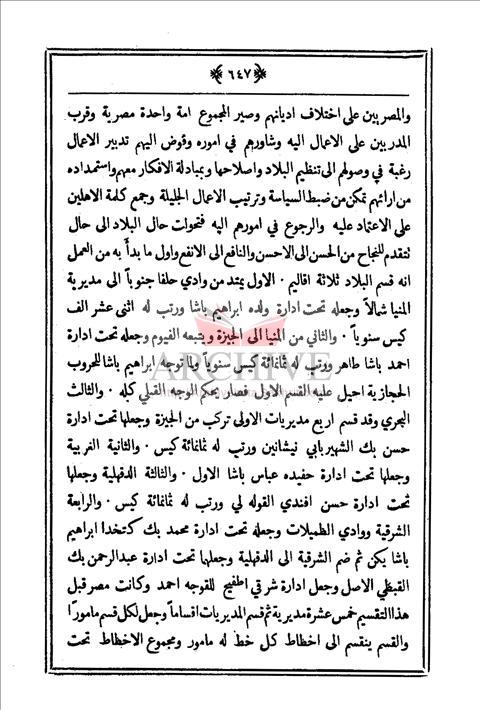 ﴿٦٤٧﴾
والمصريين على اختلاف اديانهم وصير المجموع امة واحدة مصرية وقرب
المدربين على الاعمال اليه وشاورهم في اموره وفوض اليهم تدبير الاعمال
رغبة في وصولهم الى تنظيم البلاد واصلاحها وبمبادلة الافكار معهم واستمداده
من ارائهم تمكن من ضبط السياسة وترتيب الاعمال الجليلة وجمع كلمة الاهلين
على الاعتماد عليه والرجوع في امورهم اليه فتحولت حال البلاد الى حال
تتقدم للنجاح من الحسن الى الاحسن والنافع الى الانفع واول ما بدأ به من العمل
انه قسم البلاد ثلاثة اقاليم ٠ الاول يمتد من وادي حلفا جنوباً الى مديرية
المنيا شمالاً وجعله تحت ادارة ولده ابراهيم باشا ورتب له اثنى عشر الف
كيس سنوياً ٠ والثاني من المنيا الى الجيزة ويتبعه الفيوم وجعله تحت ادارة
احمد باشا طاهر ورتب له ثمانمائة كيس سنوياً ولما توجه ابراهيم باشا للحروب
الحجازية احيل عليه القسم الاول فصار يحكم الوجه القبلي كله ٠ والثالث
البحري وقد قسم اربع مديريات الاولى تركب من الجيزة وجعلها تحت ادارة
حسن بك الشهير بابي نيشانين ورتب له ثمانمائة كيس ٠ والثانية الغربية
وجعلها تحت ادارة حفيده عباس باشا الاول ٠ والثالثة الدقهلية وجعلها
تحت ادارة حسن افندي القوله لي ورتب له ثمانمائة كيس ٠ والرابعة
الشرقية ووادي الطميلات وجعله تحت ادارة محمد بك كتخدا ابراهيم
باشا يكن ثم ضم الشرقية الى الدقهلية وجعلها تحت ادارة عبدالرحمن بك
القبطي الاصل وجعل ادارة شرقي اطفيح للقوجه احمد وكانت مصر قبل
هذا التقسيم خمس عشرة مديرية ثم قسم المديريات اقساماً وجعل لكل قسم مامورًا
والقسم ينقسم الى اخطاط كل خط له مامور ومجموع الاخطاط تحت
ARCHIVE